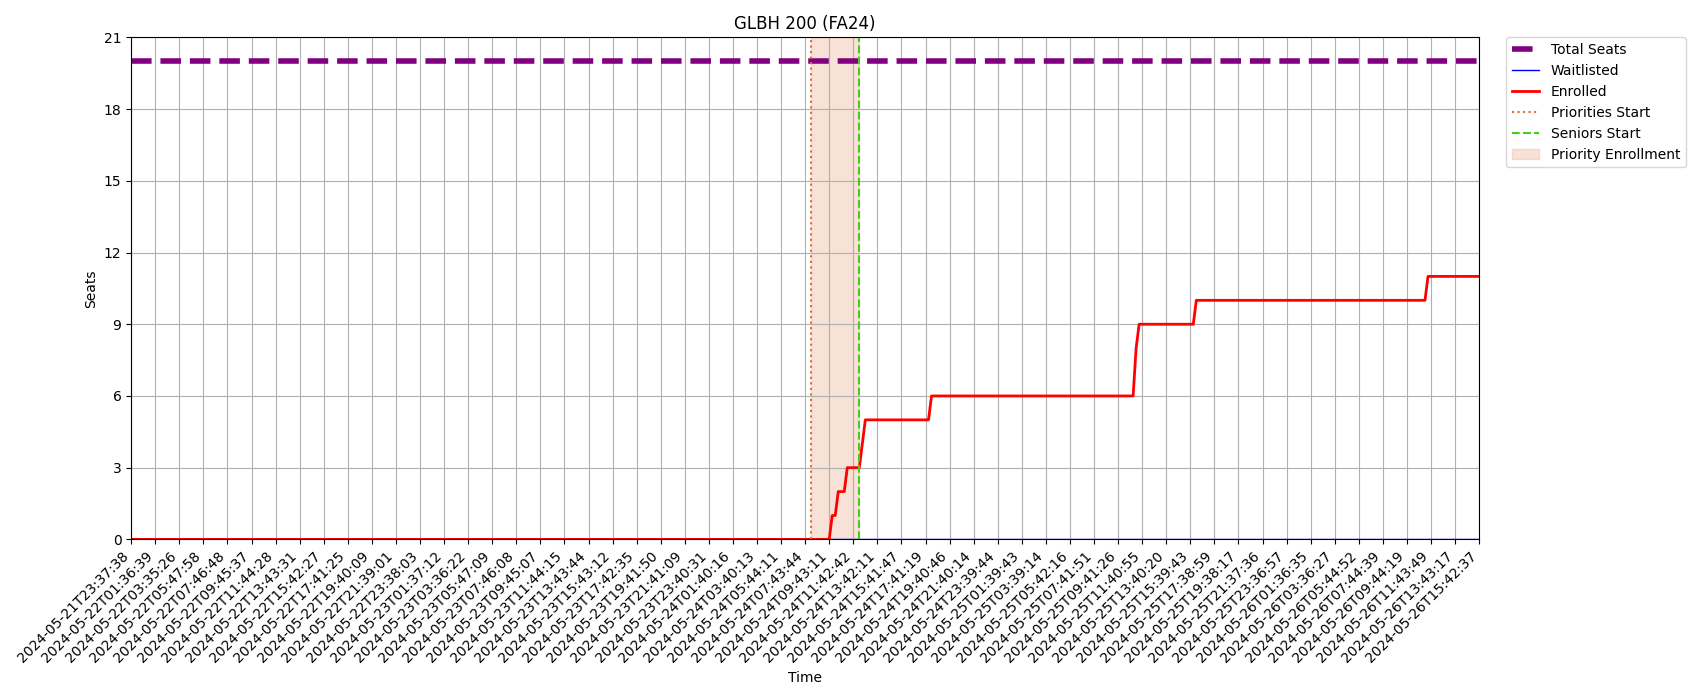 GLBH 200 (FA24)
21
18
15
12
9
6
3
0
Seats
Total Seats
Waitlisted
Enrolled
Priorities Start
Seniors Start
Priority Enrollment
2024-05-21T23:37:38
2024-05-22T01:36:39
2024-05-22T03:35:26
2024-05-22T05:47:58
2024-05-22T07:46:48
2024-05-22T09:45:37
2024-05-22T11:44:28
2024-05-22T13:43:31
2024-05-22T15:42:27
2024-05-22T17:41:25
2024-05-22T19:40:09
2024-05-22T21:39:01
2024-05-22T23:38:03
2024-05-23T01:37:12
2024-05-23T03:36:22
2024-05-23T05:47:09
2024-05-23T07:46:08
2024-05-23T09:45:07
2024-05-23T11:44:15
2024-05-23T13:43:44
2024-05-23T15:43:12
2024-05-23T17:42:35
2024-05-23T19:41:50
2024-05-23T21:41:09
2024-05-23T23:40:31
2024-05-24T01:40:16
2024-05-24T03:40:13
2024-05-24T05:44:11
2024-05-24T07:43:44
2024-05-24T09:43:11
2024-05-24T11:42:42
2024-05-24T13:42:11
2024-05-24T15:41:47
2024-05-24T17:41:19
2024-05-24T19:40:46
2024-05-24T21:40:14
2024-05-24T23:39:44
2024-05-25T01:39:43
2024-05-25T03:39:14
2024-05-25T05:42:16
2024-05-25T07:41:51
2024-05-25T09:41:26
2024-05-25T11:40:55
2024-05-25T13:40:20
2024-05-25T15:39:43
2024-05-25T17:38:59
2024-05-25T19:38:17
2024-05-25T21:37:36
2024-05-25T23:36:57
2024-05-26T01:36:35
2024-05-26T03:36:27
2024-05-26T05:44:52
2024-05-26T07:44:39
2024-05-26T09:44:19
2024-05-26T11:43:49
2024-05-26T13:43:17
2024-05-26T15:42:37
Time